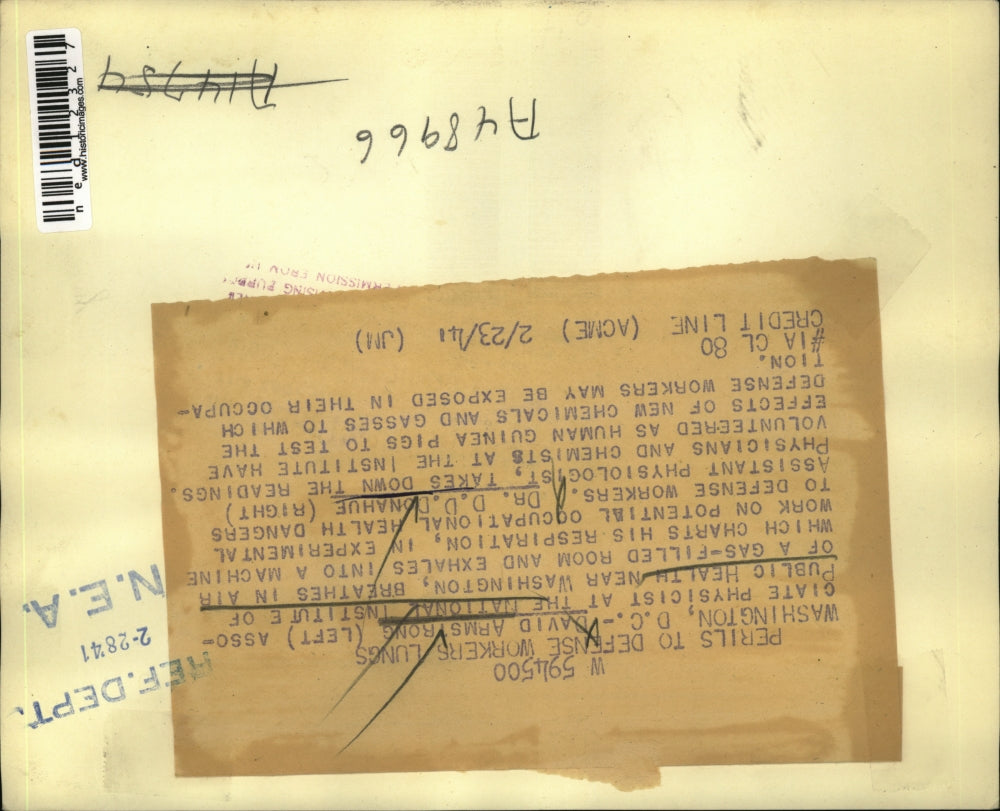 W 594500
PERILS TO DEFENSE WORKERS LUNGS
WASHINGTON, D.C.-- DAVID ARMSTRONG (LEFT) ASSO-
CIATE PHYSICIST AT THE NATIONAL INSTITUTE OF
PUBLIC HEALTH NEAR WASHINGTON, BREATHES IN AIR
OF A GAS-FILLED ROOM AND EXHALES INTO A MACHINE
WHICH CHARTS HIS RESPIRATION, IN EXPERIMENTAL
WORK ON POTENTIAL OCCUPATIONAL HEALTH DANGERS
TO DEFENSE WORKERS. DR. D.D. DONAHUE (RIGHT)
ASSISTANT PHYSIOLOGIST, TAKES DOWN THE READINGS.
PHYSICIANS AND CHEMISTS AT THE INSTITUTE HAVE
VOLUNTEERED AS HUMAN GUINEA PIGS TO TEST THE
EFFECTS OF NEW CHEMICALS AND GASSES TO WHICH
DEFENSE WORKERS MAY BE EXPOSED IN THEIR OCCUPA-
TION.
#1A CL 80
CREDIT LINE (ACME) 2/23/41 (JM)
REF. DEPT.
2-28-41
N.E.A.
A48966
A14754
ned12327
www.historicimages.com